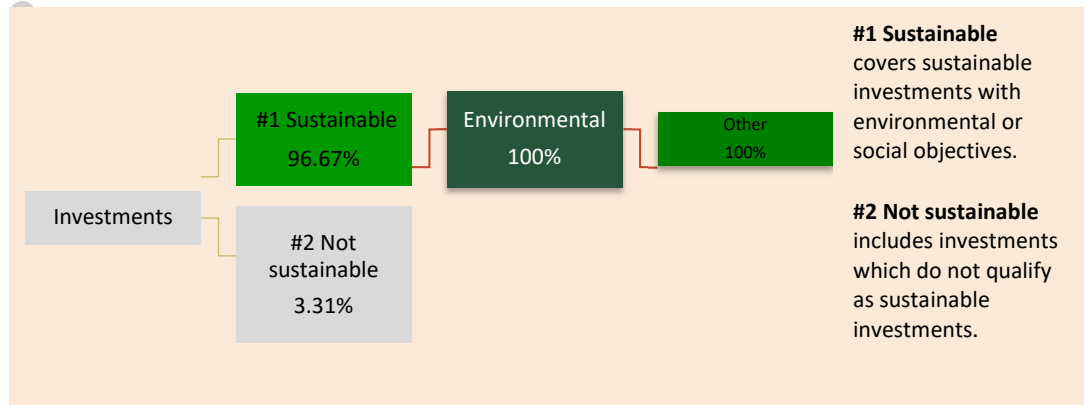 Investments
#1 Sustainable
96.67%
#2 Not
sustainable
3.31%
Environmental
100%
Other
100%
#1 Sustainable
covers sustainable
investments with
environmental or
social objectives.
#2 Not sustainable
includes investments
which do not qualify
as sustainable
investments.